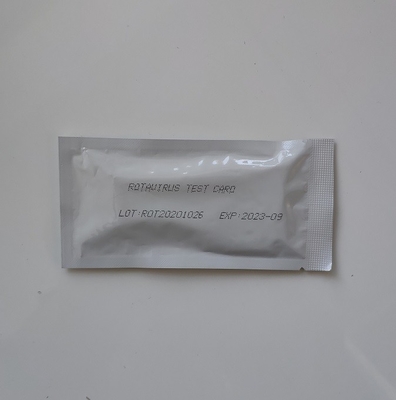 ROTAVIRUS TEST CARD
LOT:ROT20201026 EXP:2023-09